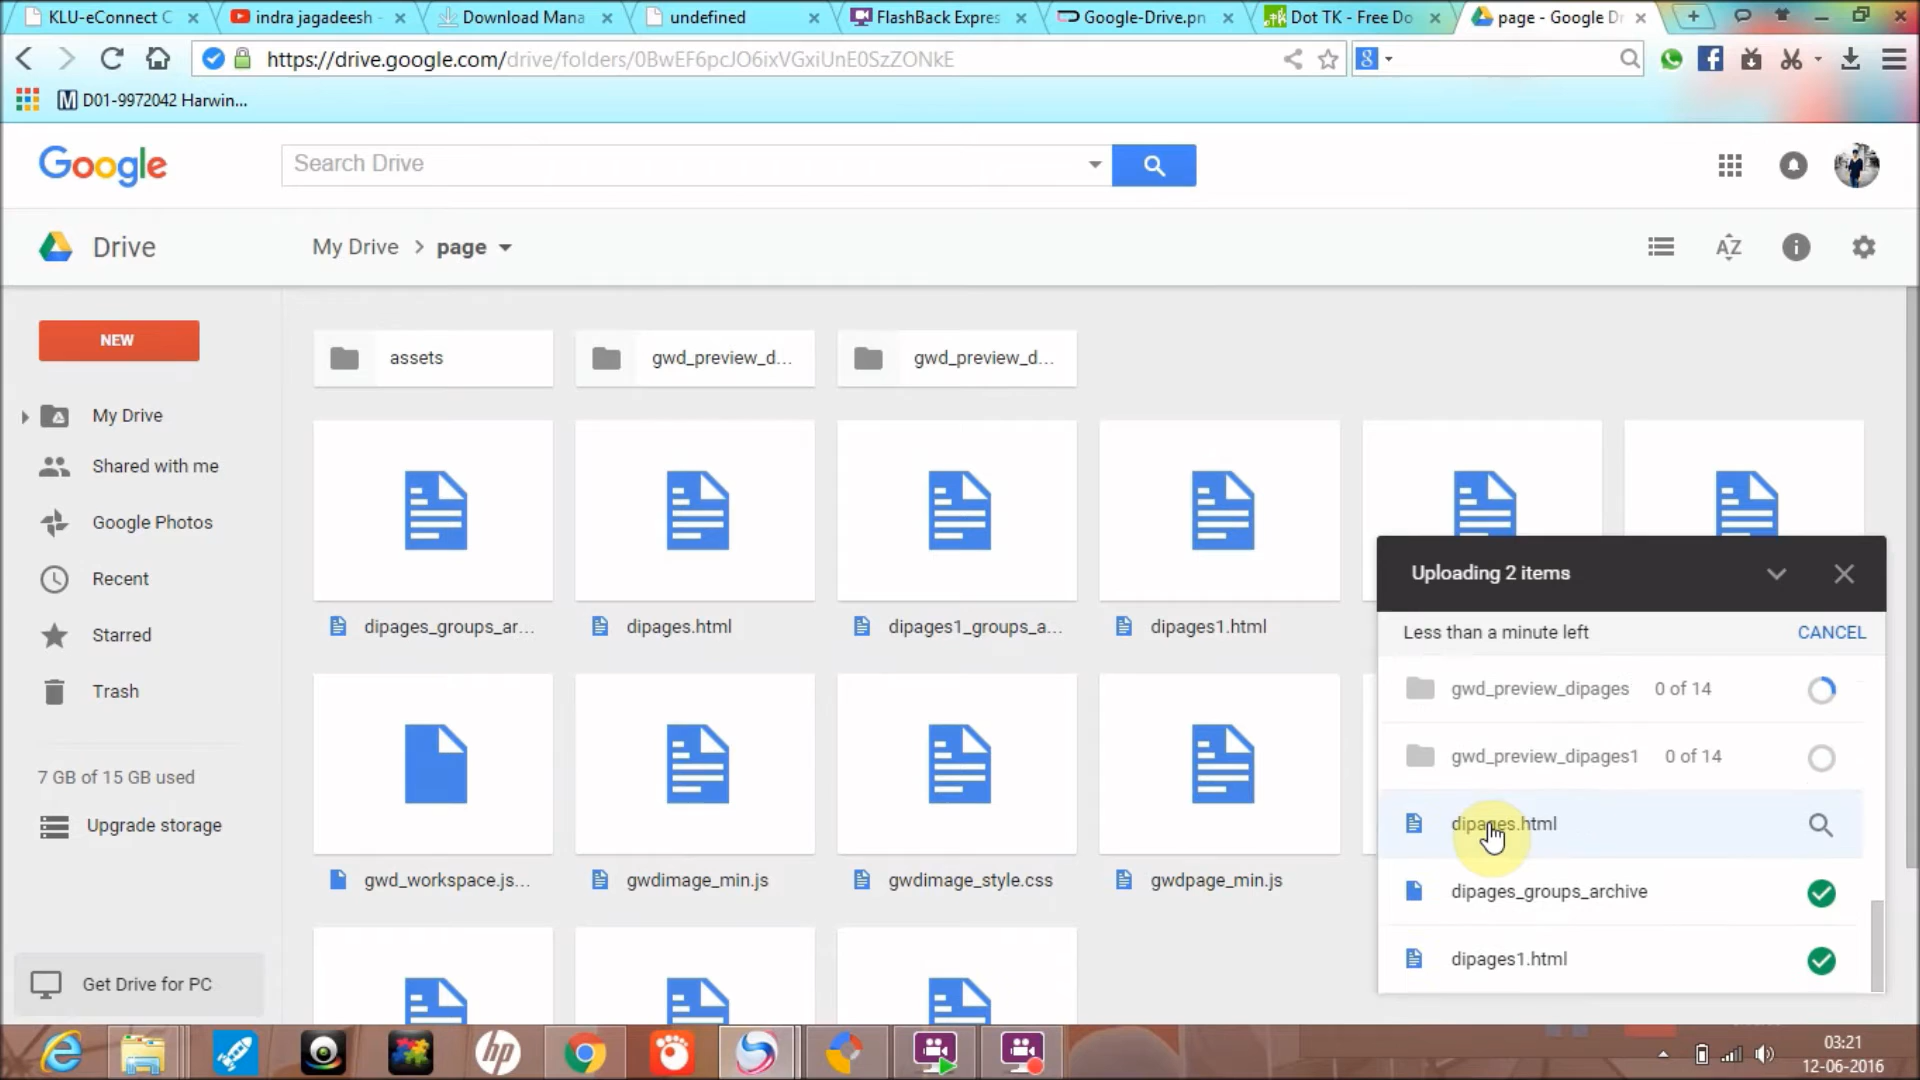 KLU-eConnect C
indra jagadeesh -
Download Mana
undefined
FlashBack Expres
Google-Drive.pn
Dot TK - Free Do
page - Google Dr
https://drive.google.com/drive/folders/0BwEF6pcJO6ixVGxiUnE0SzZONkE
D01-9972042 Harwin...
Google
Search Drive
Drive
My Drive > page
NEW
My Drive
Shared with me
Google Photos
Recent
Starred
Trash
7 GB of 15 GB used
Upgrade storage
Get Drive for PC
assets
gwd_preview_d...
gwd_preview_d...
dipages_groups_ar...
dipages.html
dipages1_groups_a...
dipages1.html
gwd_workspace.js...
gwdimage_min.js
gwdimage_style.css
gwdpage_min.js
Uploading 2 items
Less than a minute left
CANCEL
gwd_preview_dipages 0 of 14
gwd_preview_dipages1 0 of 14
dipages.html
dipages_groups_archive
dipages1.html
03:21
12-06-2016